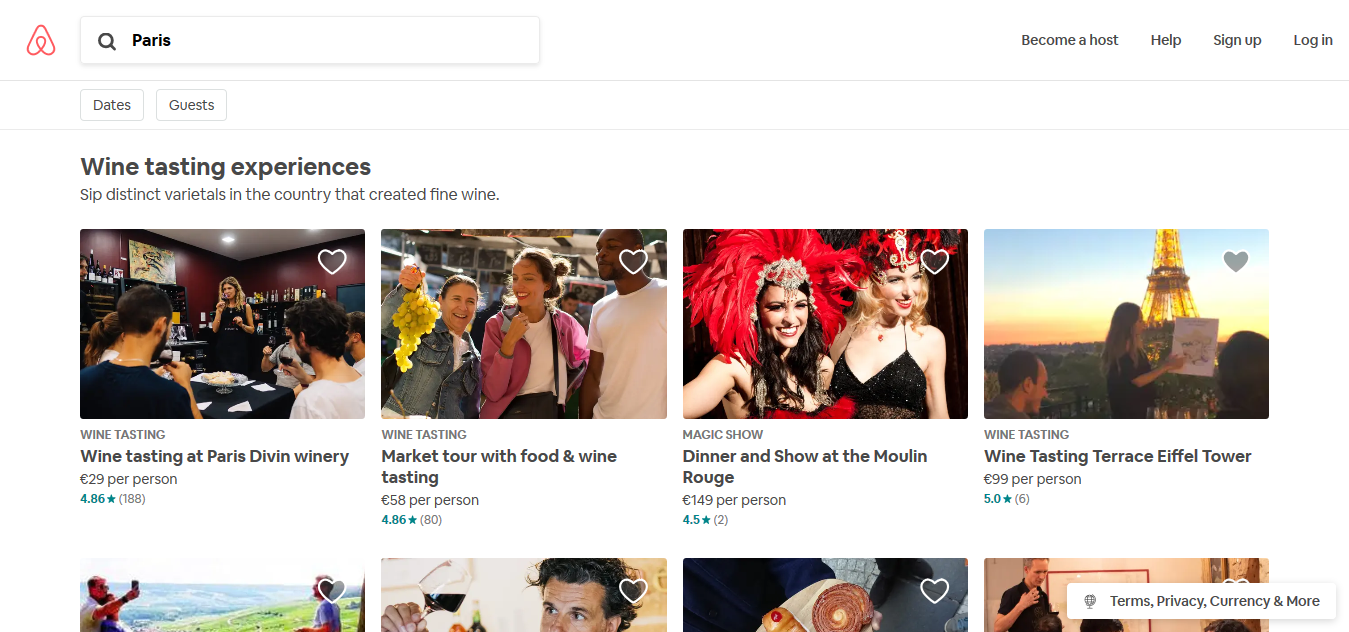 Paris
Become a host
Help
Sign up
Log in
Dates
Guests
Wine tasting experiences
Sip distinct varietals in the country that created fine wine.
WINE TASTING
Wine tasting at Paris Divin winery
€29 per person
4.86★ (188)
WINE TASTING
Market tour with food & wine
tasting
€58 per person
4.86★ (80)
MAGIC SHOW
Dinner and Show at the Moulin
Rouge
€149 per person
4.5★ (2)
WINE TASTING
Wine Tasting Terrace Eiffel Tower
€99 per person
5.0★ (6)
Terms, Privacy, Currency & More